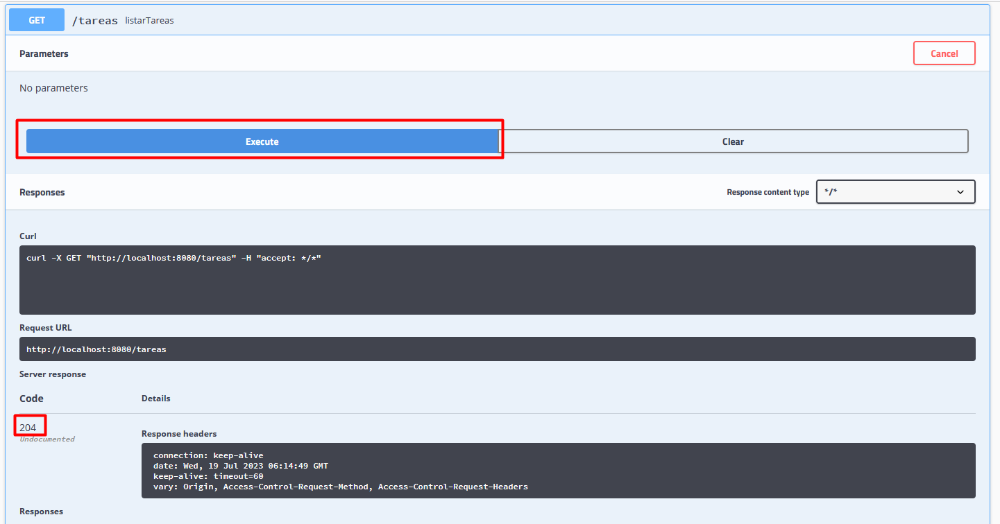 GET /tareas listarTareas
Parameters
Cancel
No parameters
Execute
Clear
Responses
Response content type
*/*
Curl
curl -X GET "http://localhost:8080/tareas" -H "accept: */*"
Request URL
http://localhost:8080/tareas
Server response
Code
Details
204
Undocumented
Response headers
connection: keep-alive
date: Wed, 19 Jul 2023 06:14:49 GMT
keep-alive: timeout=60
vary: Origin, Access-Control-Request-Method, Access-Control-Request-Headers
Responses